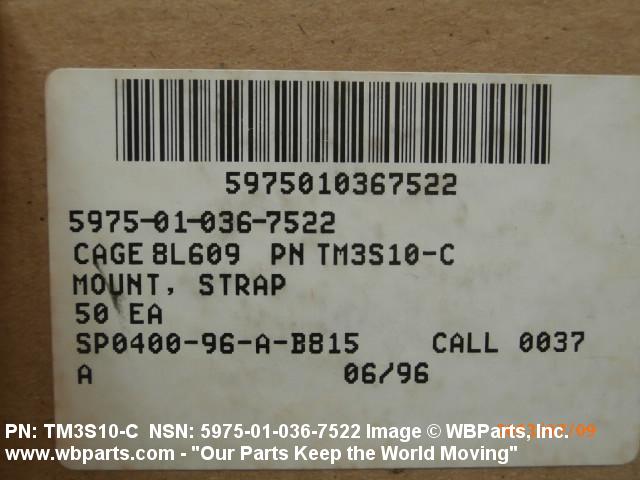 5975010367522
5975-01-036-7522
CAGE 8L609 PN TM3S10-C
MOUNT, STRAP
50 EA
SP0400-96-A-B815 CALL 0037
A 06/96
PN: TM3S10-C NSN: 5975-01-036-7522 Image © WBParts, Inc.
www.wbparts.com - "Our Parts Keep the World Moving"